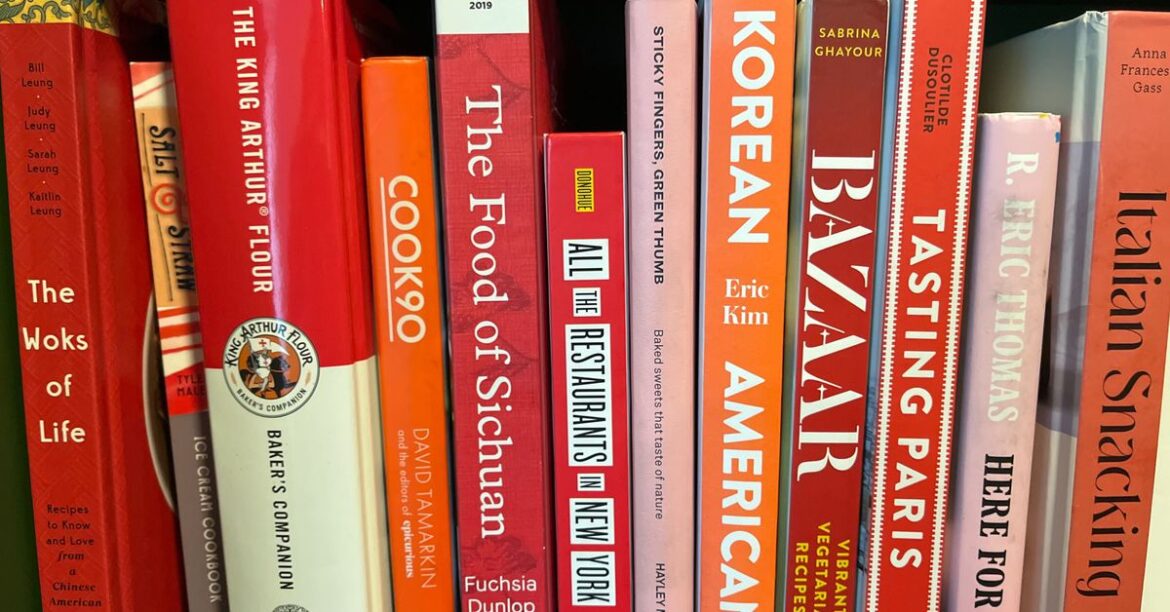 Bill
Leung
Judy
Leung
Sarah
Leung
Kaitlin
Leung
The
Woks
of
Life
Recipes
to Know
and Love
from
a
Chinese
American
SALT & STRAW
TYLER
ICE CREAM COOKBOOK
THE KING ARTHUR® FLOUR
KING ARTHUR FLOUR
BAKER'S COMPANION
BAKER'S COMPANION
COOK90
DAVID TAMARKIN
and the editors of epicurious
2019
The Food of Sichuan
Fuchsia
Dunlop
DONOHUE
ALL THE RESTAURANTS IN NEW YORK
STICKY FINGERS, GREEN THUMB
Baked sweets that taste of nature
HAYLEY
KOREAN
Eric
Kim
AMERICAN
SABRINA
GHAYOUR
BAZAAR
VIBRANT
VEGETARIAN
RECIPES
CLOTILDE
DUSOULIER
TASTING PARIS
R. ERIC THOMAS
HERE FOR
Anna
Frances
Gass
Italian Snacking